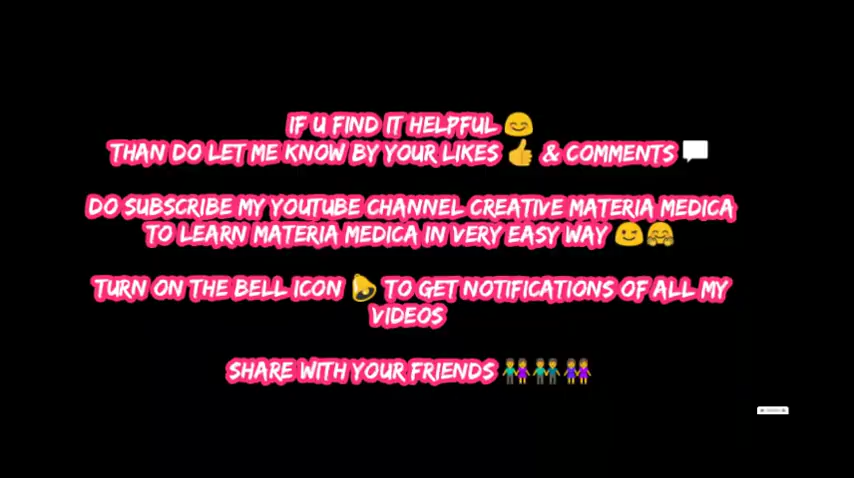 IF U FIND IT HELPFUL 😊
THAN DO LET ME KNOW BY YOUR LIKES 👍 & COMMENTS 💬
DO SUBSCRIBE MY YOUTUBE CHANNEL CREATIVE MATERIA MEDICA
TO LEARN MATERIA MEDICA IN VERY EASY WAY 😉🤗
TURN ON THE BELL ICON 🔔 TO GET NOTIFICATIONS OF ALL MY
VIDEOS
SHARE WITH YOUR FRIENDS 👫👬👭